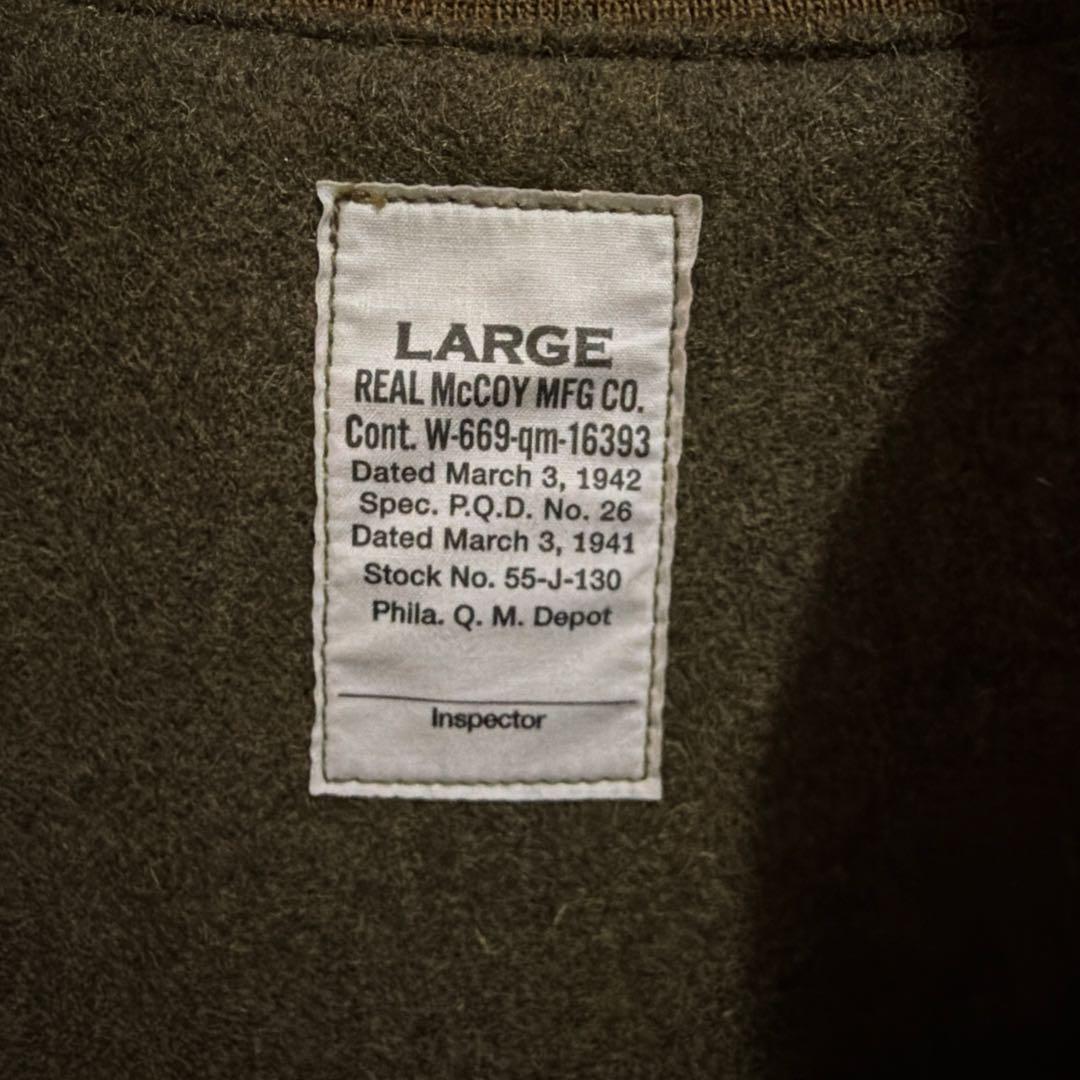 LARGE
REAL McCOY MFG CO.
Cont. W-669-qm-16393
Dated March 3, 1942
Spec. P.Q.D. No. 26
Dated March 3, 1941
Stock No. 55-J-130
Phila. Q. M. Depot
Inspector